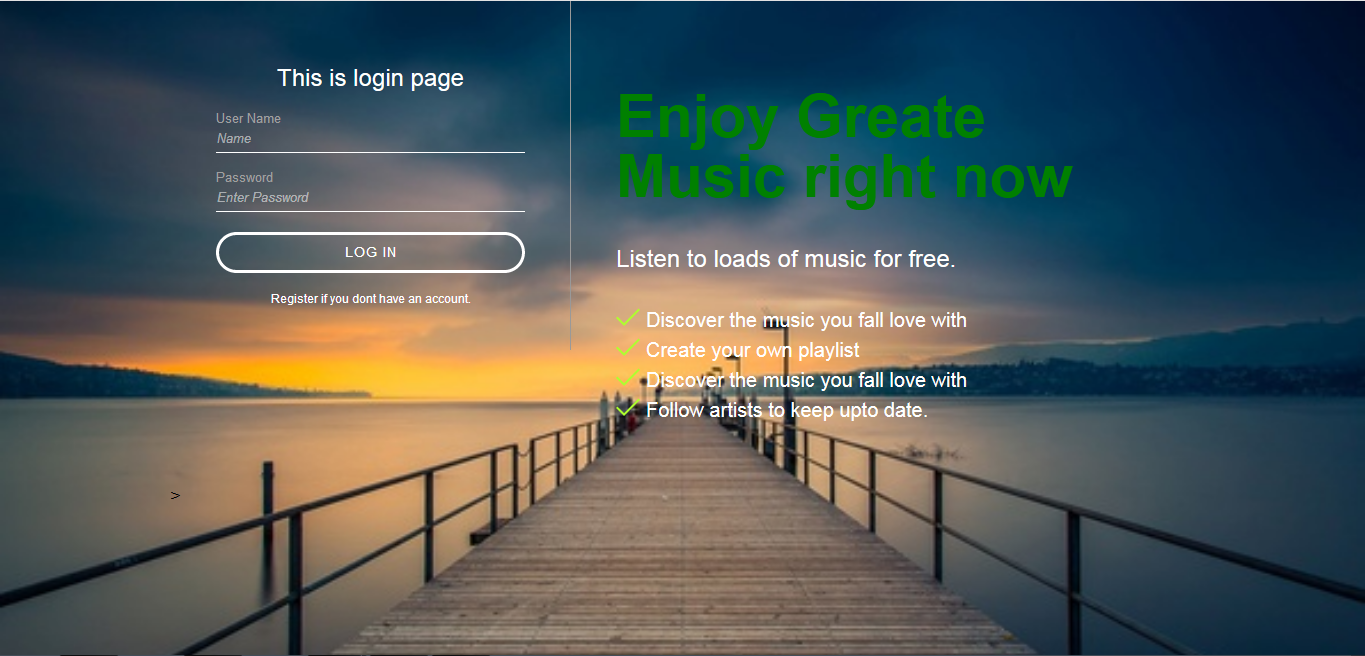 This is login page
User Name
Name
Password
Enter Password
LOG IN
Register if you dont have an account.
Enjoy Greate
Music right now
Listen to loads of music for free.
Discover the music you fall love with
Create your own playlist
Discover the music you fall love with
Follow artists to keep upto date.
>